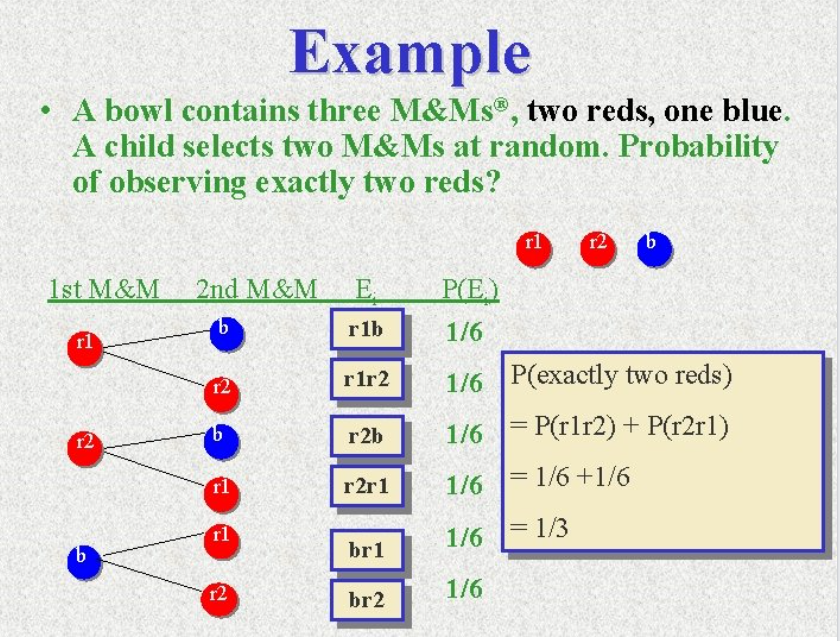 Example
• A bowl contains three M&Ms®, two reds, one blue.
A child selects two M&Ms at random. Probability
of observing exactly two reds?
r1 r2 b
1st M&M 2nd M&M Ei P(Ei)
r1 b r1b 1/6
r2 r1r2 1/6 P(exactly two reds)
r2 b r2b 1/6 = P(r1r2) + P(r2r1)
r1 r2r1 1/6 = 1/6 +1/6
b r1 br1 1/6 = 1/3
r2 br2 1/6